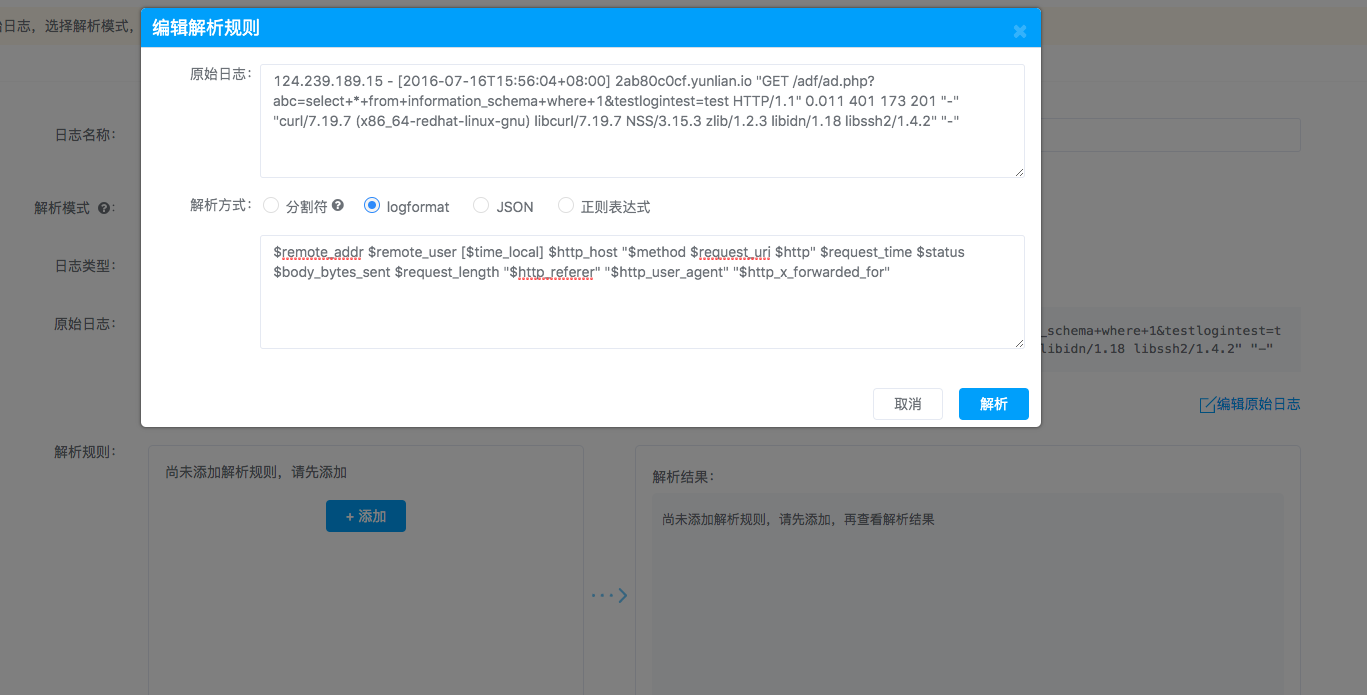 台日志，选择解析模式，
编辑解析规则
原始日志：
124.239.189.15 - [2016-07-16T15:56:04+08:00] 2ab80c0cf.yunlian.io "GET /adf/ad.php?
abc=select+*+from+information_schema+where+1&testlogintest=test HTTP/1.1" 0.011 401 173 201 "-"
"curl/7.19.7 (x86_64-redhat-linux-gnu) libcurl/7.19.7 NSS/3.15.3 zlib/1.2.3 libidn/1.18 libssh2/1.4.2" "-"
日志名称：
解析方式： 分割符 logformat JSON 正则表达式
解析模式 ：
$remote_addr $remote_user [$time_local] $http_host "$method $request_uri $http" $request_time $status
$body_bytes_sent $request_length "$http_referer" "$http_user_agent" "$http_x_forwarded_for"
日志类型：
原始日志：
_schema+where+1&testlogintest=t
libidn/1.18 libssh2/1.4.2" "-"
取消 解析
编辑原始日志
解析规则：
尚未添加解析规则，请先添加
+ 添加
解析结果：
尚未添加解析规则，请先添加，再查看解析结果